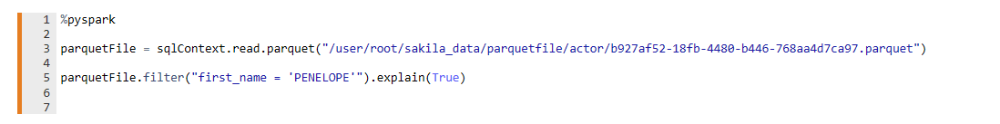 1 %pyspark
2
3 parquetFile = sqlContext.read.parquet("/user/root/sakila_data/parquetfile/actor/b927af52-18fb-4480-b446-768aa4d7ca97.parquet")
4
5 parquetFile.filter("first_name = 'PENELOPE'").explain(True)
6
7